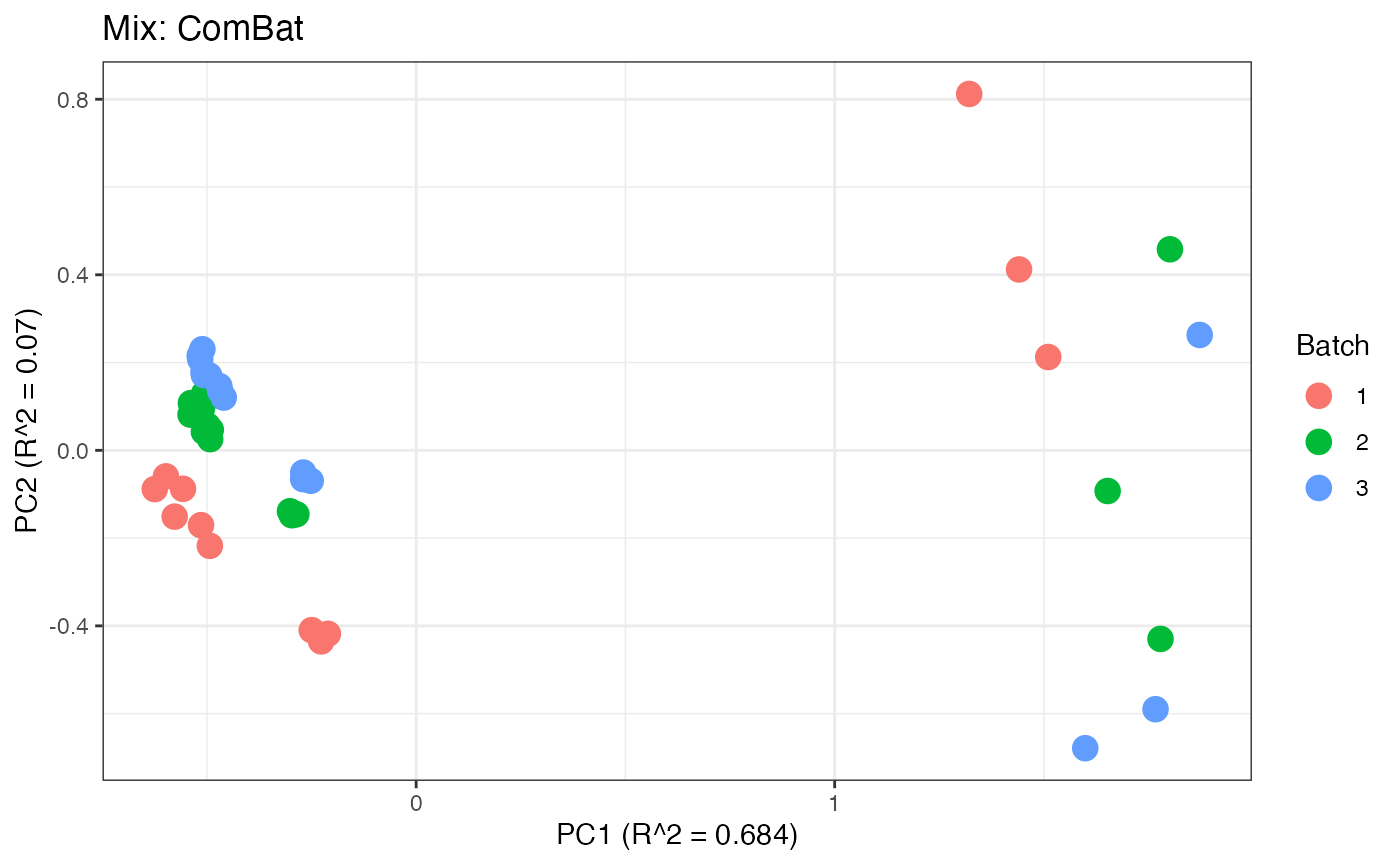 Mix: ComBat
0.8
0.4
0.0
-0.4
PC2 (R^2 = 0.07)
0
1
PC1 (R^2 = 0.684)
Batch
1
2
3